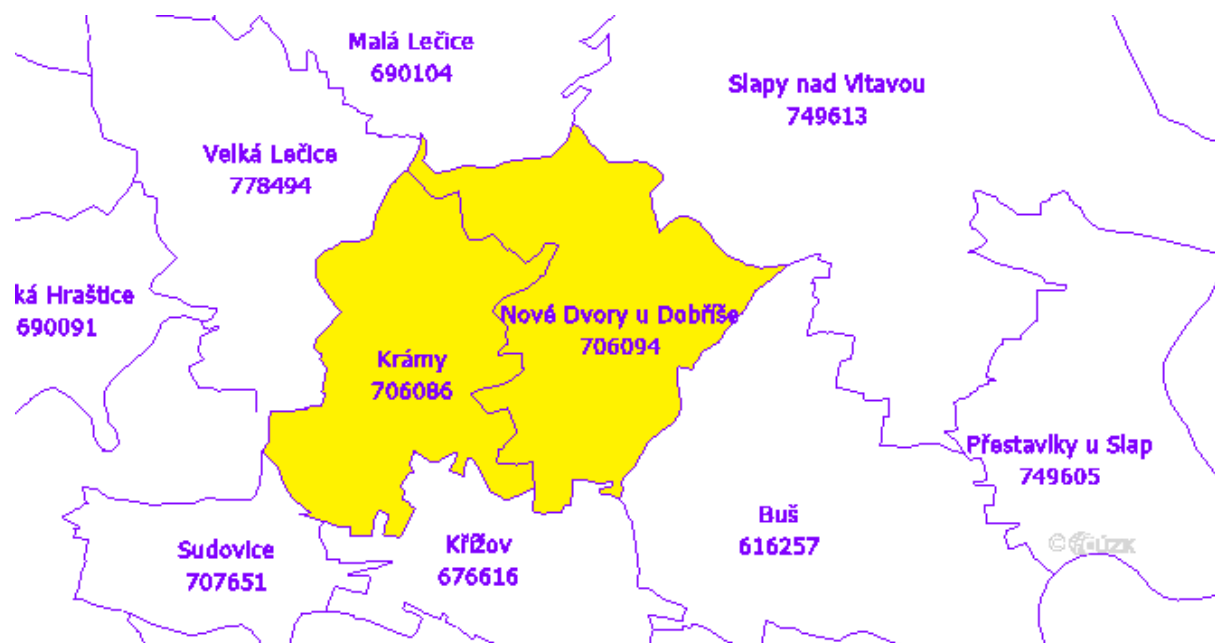 Malá Lečice
690104
Slapy nad Vltavou
749613
Velká Lečice
778494
ká Hraštice
690091
Nové Dvory u Dobříše
706094
Krámy
706086
Přestavlky u Slap
749605
Buš
616257
Křížov
676616
Sudovice
707651
© ČÚZK